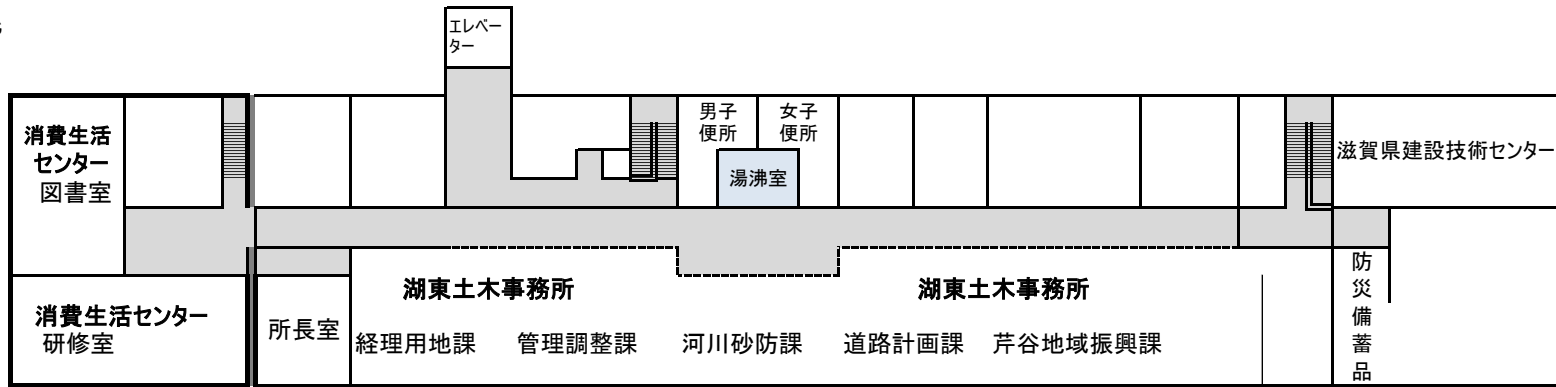 エレベー
ター
消費生活
センター
図書室
男子
便所
女子
便所
湯沸室
滋賀県建設技術センター
湖東土木事務所
湖東土木事務所
消費生活センター
研修室
所長室
経理用地課
管理調整課
河川砂防課
道路計画課
芹谷地域振興課
防
災
備
蓄
品